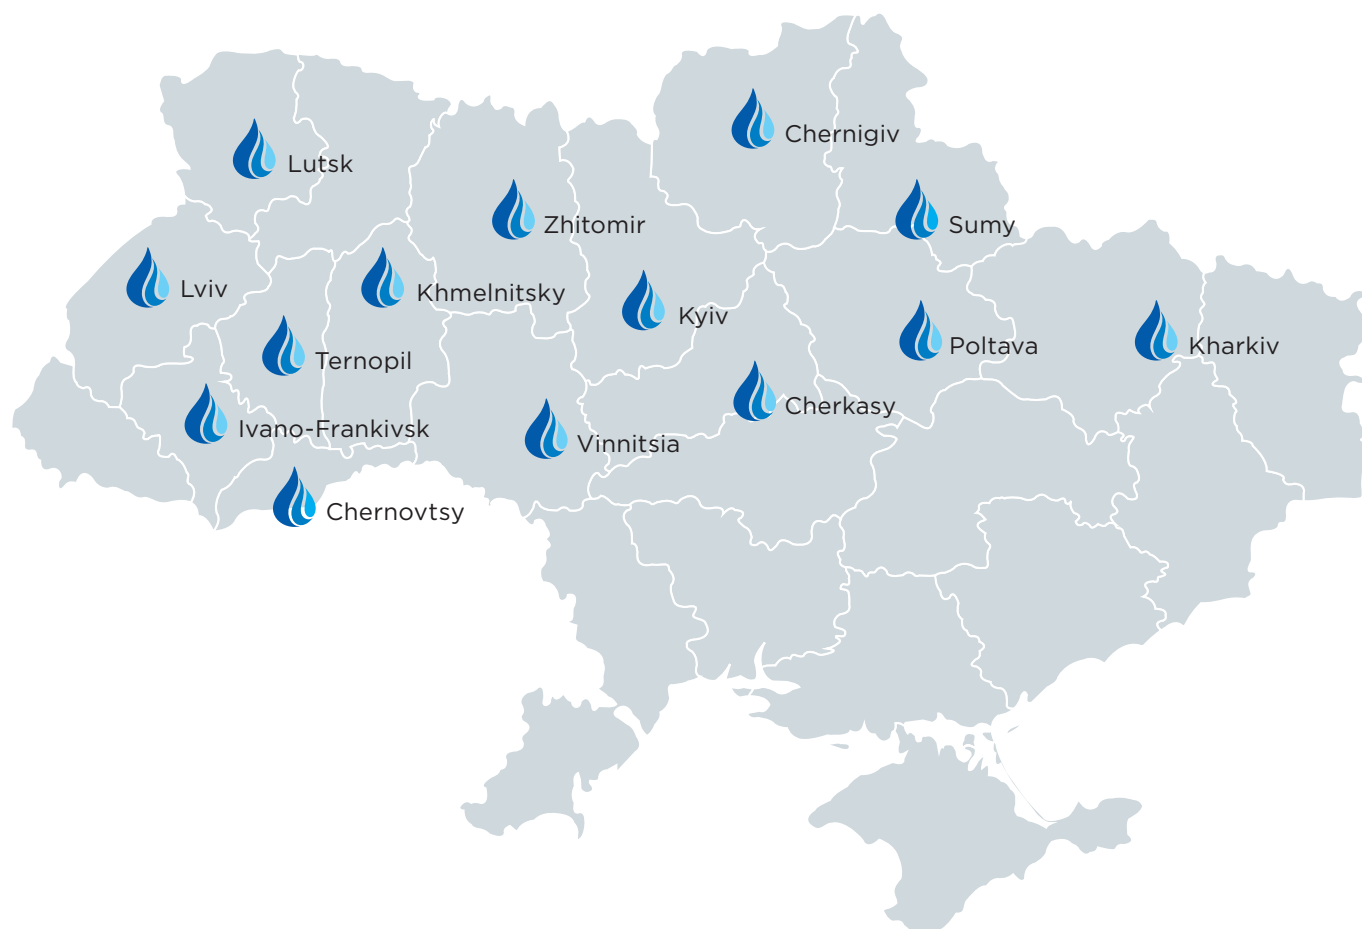 Chernigiv
Lutsk
Zhitomir
Sumy
Lviv
Khmelnitsky
Kyiv
Ternopil
Poltava
Kharkiv
Cherkasy
Ivano-Frankivsk
Vinnitsia
Chernovtsy